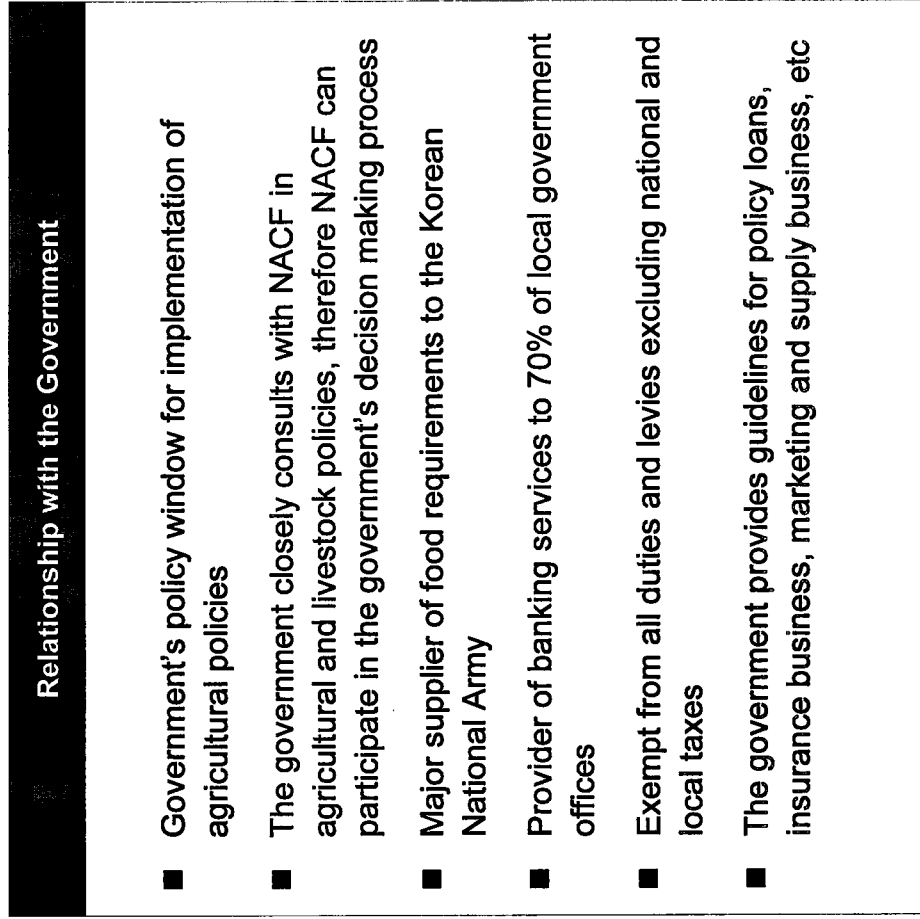 Relationship with the Government
■ Government's policy window for implementation of
agricultural policies
■ The government closely consults with NACF in
agricultural and livestock policies, therefore NACF can
participate in the government's decision making process
■ Major supplier of food requirements to the Korean
National Army
■ Provider of banking services to 70% of local government
offices
■ Exempt from all duties and levies excluding national and
local taxes
■ The government provides guidelines for policy loans,
insurance business, marketing and supply business, etc